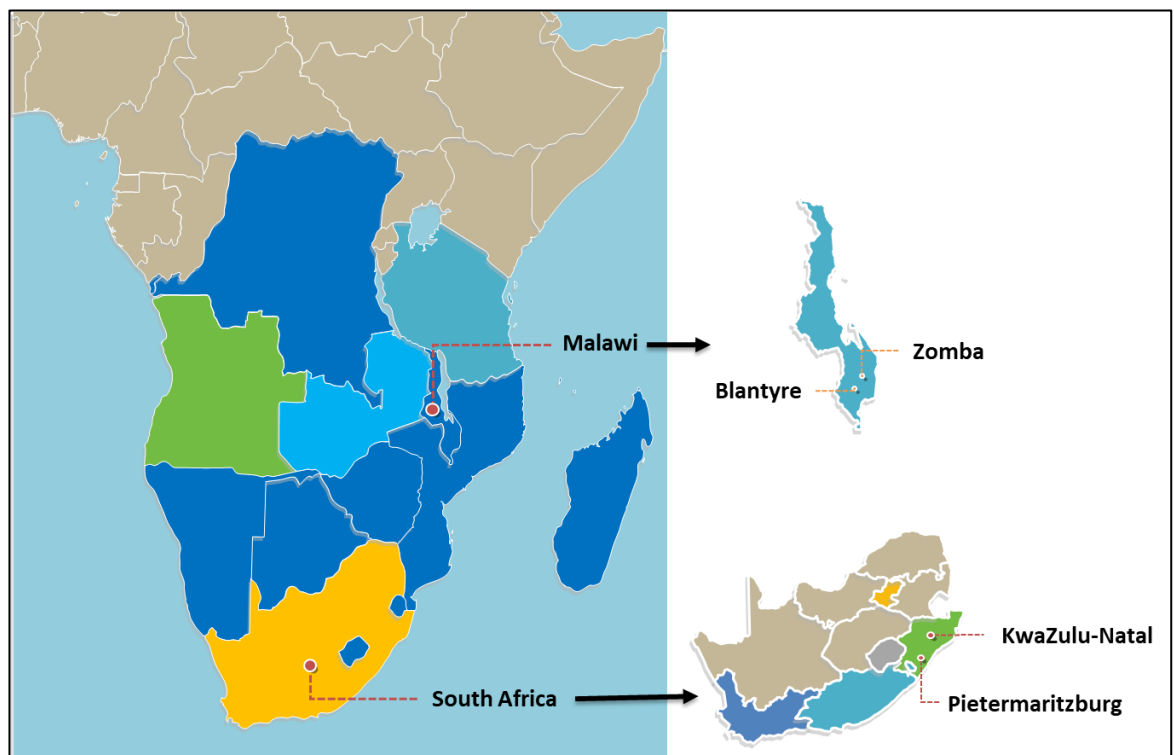 Malawi
Zomba
Blantyre
KwaZulu-Natal
South Africa
Pietermaritzburg